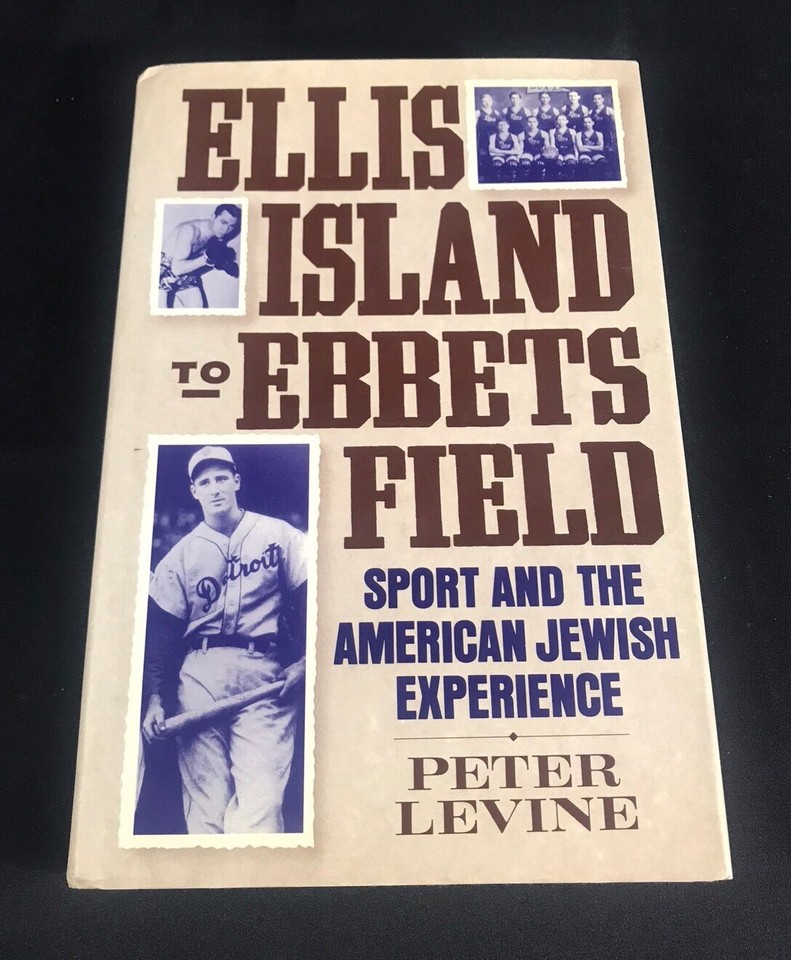 ELLIS
ISLAND
TO EBBETS
FIELD
SPORT AND THE
AMERICAN JEWISH
EXPERIENCE
PETER
LEVINE
Detroit